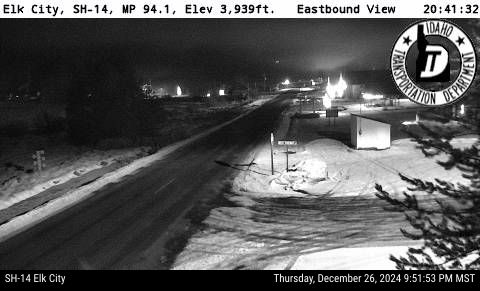 Elk City, SH-14, MP 94.1, Elev 3,939ft. Eastbound View 20:41:32
IDAHO
TRANSPORTATION DEPARTMENT
SH-14 Elk City Thursday, December 26, 2024 9:51:53 PM MST